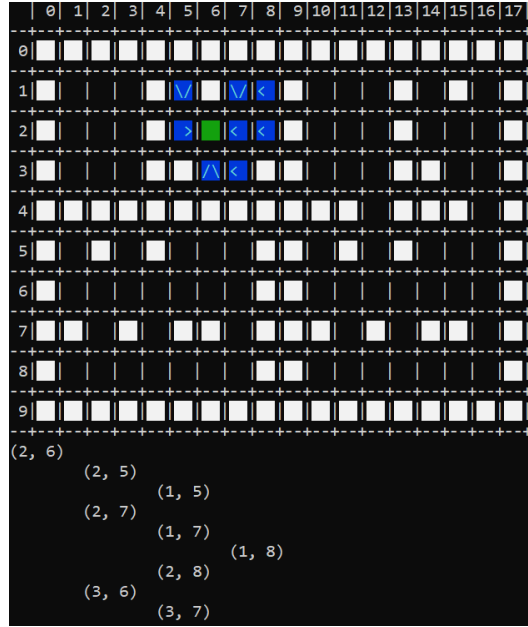 | 0| 1| 2| 3| 4| 5| 6| 7| 8| 9|10|11|12|13|14|15|16|17|
--+--+--+--+--+--+--+--+--+--+--+--+--+--+--+--+--+--+--+
 0|  |  |  |  |  |  |  |  |  |  |  |  |  |  |  |  |  |  |
--+--+--+--+--+--+--+--+--+--+--+--+--+--+--+--+--+--+--+
 1|  |  |  |  |  |\/|  |\/|< |  |  |  |  |  |  |  |  |  |
--+--+--+--+--+--+--+--+--+--+--+--+--+--+--+--+--+--+--+
 2|  |  |  |  |  | >|  |< |< |  |  |  |  |  |  |  |  |  |
--+--+--+--+--+--+--+--+--+--+--+--+--+--+--+--+--+--+--+
 3|  |  |  |  |  |  |/\|< |  |  |  |  |  |  |  |  |  |  |
--+--+--+--+--+--+--+--+--+--+--+--+--+--+--+--+--+--+--+
 4|  |  |  |  |  |  |  |  |  |  |  |  |  |  |  |  |  |  |
--+--+--+--+--+--+--+--+--+--+--+--+--+--+--+--+--+--+--+
 5|  |  |  |  |  |  |  |  |  |  |  |  |  |  |  |  |  |  |
--+--+--+--+--+--+--+--+--+--+--+--+--+--+--+--+--+--+--+
 6|  |  |  |  |  |  |  |  |  |  |  |  |  |  |  |  |  |  |
--+--+--+--+--+--+--+--+--+--+--+--+--+--+--+--+--+--+--+
 7|  |  |  |  |  |  |  |  |  |  |  |  |  |  |  |  |  |  |
--+--+--+--+--+--+--+--+--+--+--+--+--+--+--+--+--+--+--+
 8|  |  |  |  |  |  |  |  |  |  |  |  |  |  |  |  |  |  |
--+--+--+--+--+--+--+--+--+--+--+--+--+--+--+--+--+--+--+
 9|  |  |  |  |  |  |  |  |  |  |  |  |  |  |  |  |  |  |
--+--+--+--+--+--+--+--+--+--+--+--+--+--+--+--+--+--+--+
(2, 6)
        (2, 5)
                (1, 5)
        (2, 7)
                (1, 7)
                        (1, 8)
                (2, 8)
        (3, 6)
                (3, 7)